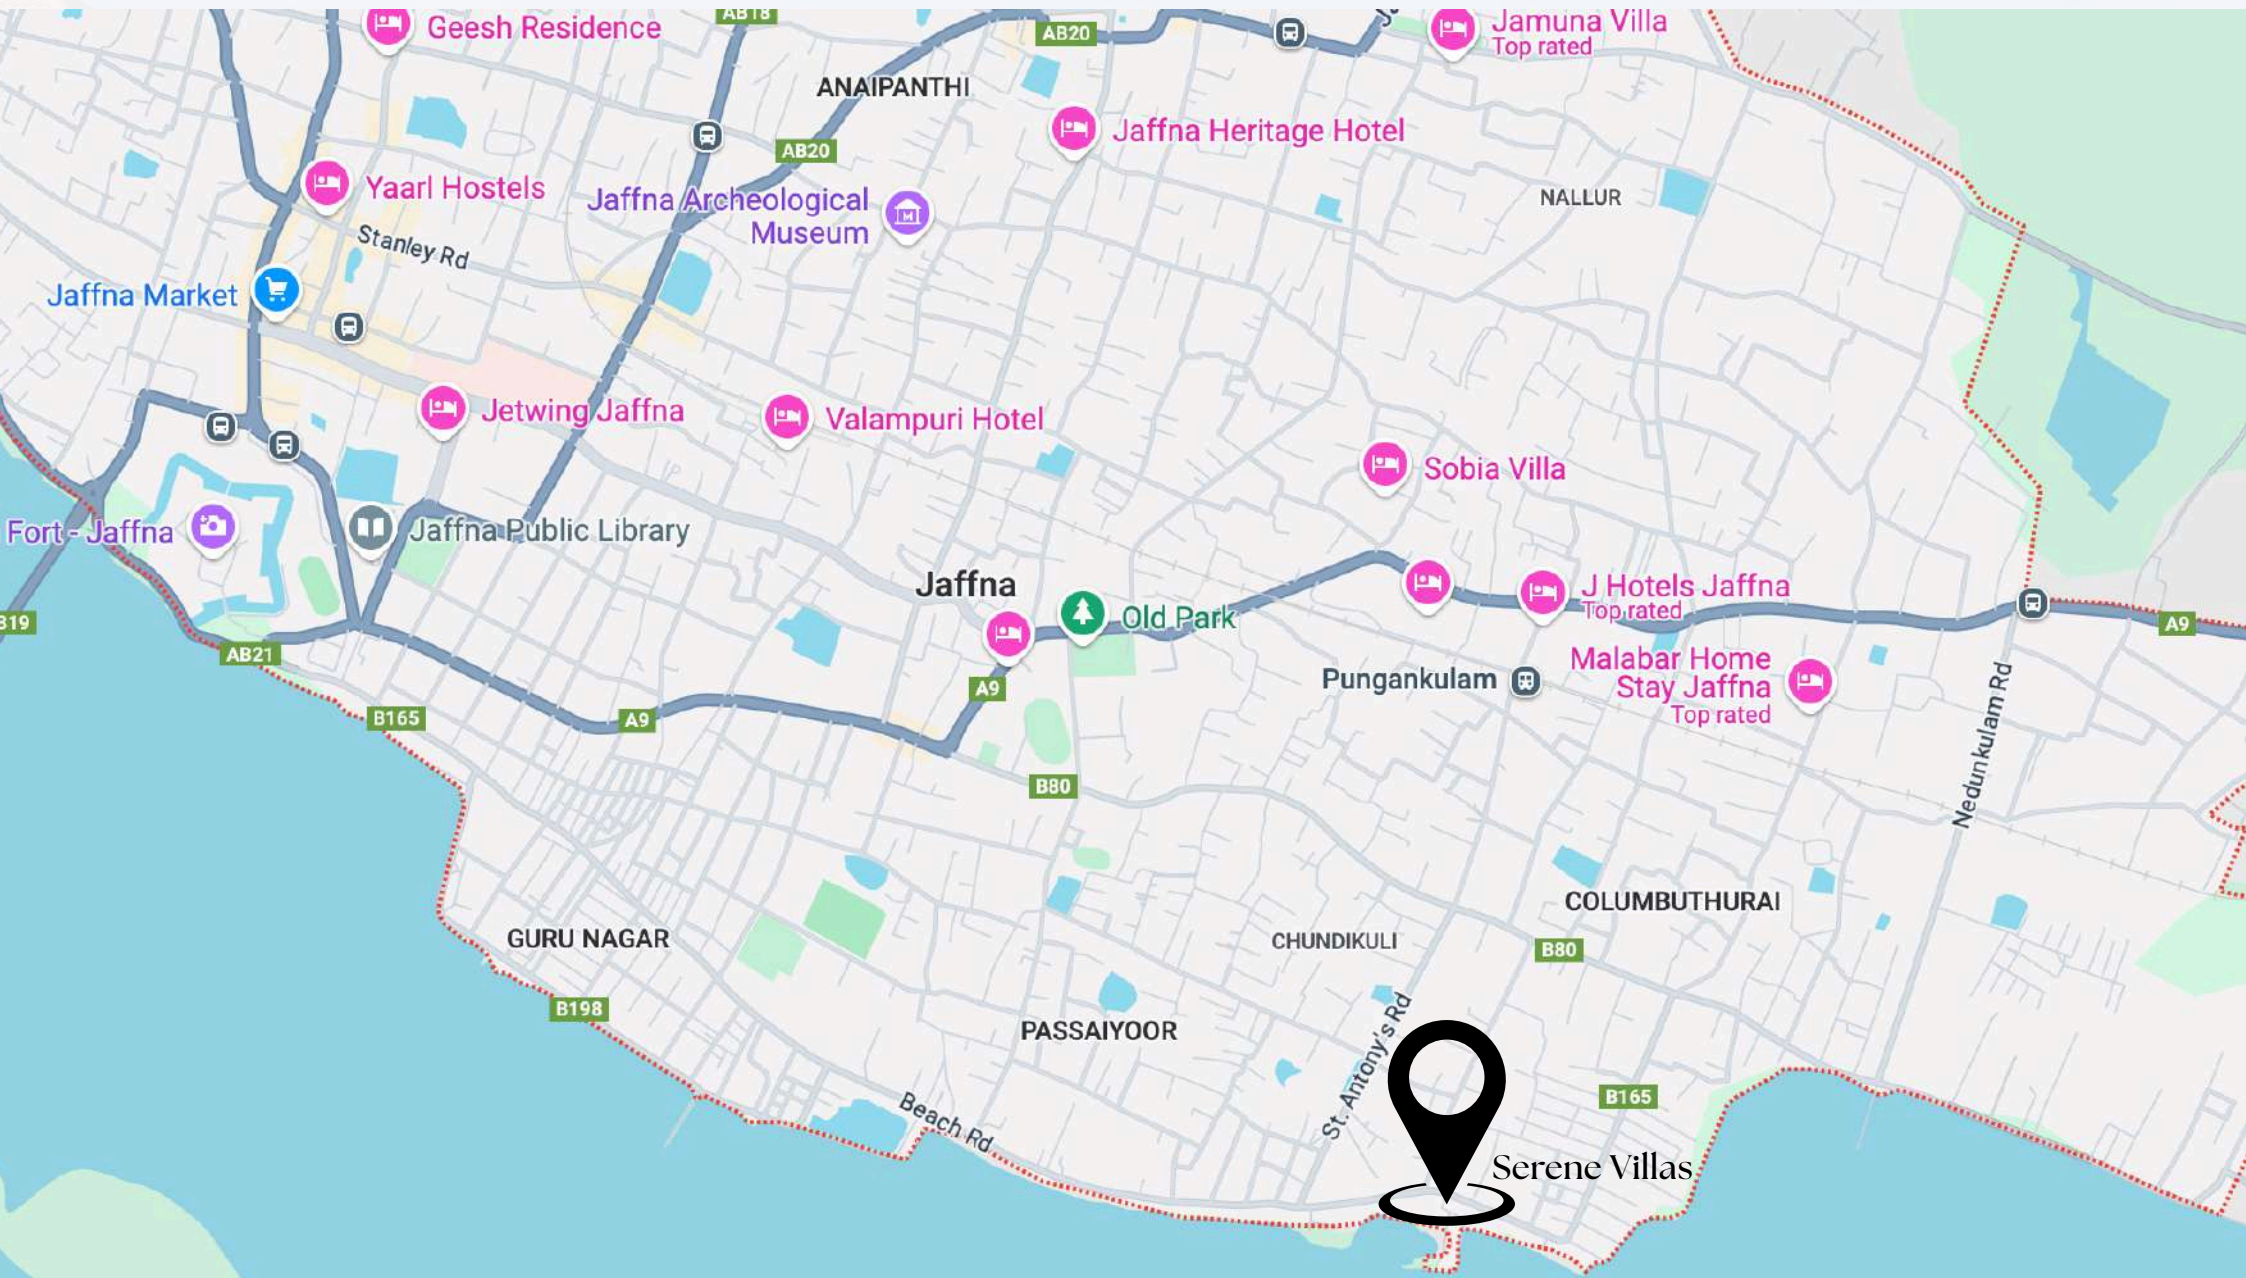 AB18
Geesh Residence
AB20
Jamuna Villa
Top rated
ANAIPANTHI
Jaffna Heritage Hotel
AB20
Yaarl Hostels
Jaffna Archeological
Museum
NALLUR
Stanley Rd
Jaffna Market
Jetwing Jaffna
Valampuri Hotel
Sobia Villa
Fort - Jaffna
Jaffna Public Library
Jaffna
Old Park
J Hotels Jaffna
Top rated
A9
AB21
Malabar Home
Stay Jaffna
Top rated
Pungankulam
A9
B165
A9
Nedunkulam Rd
B80
COLUMBUTHURAI
GURU NAGAR
CHUNDIKULI
B80
B198
PASSAIYOOR
St. Antony's Rd
B165
Beach Rd
Serene Villas